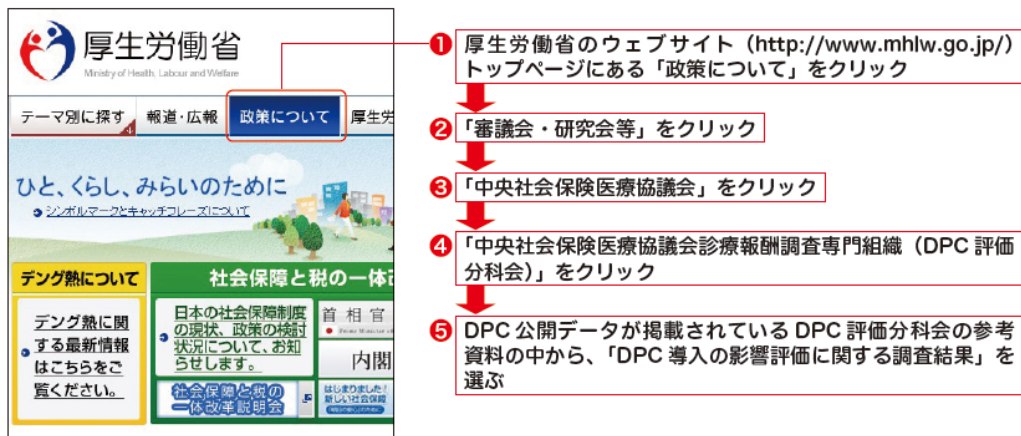 厚生労働省
Ministry of Health, Labour and Welfare
テーマ別に探す 報道・広報 政策について 厚生労
ひと、くらし、みらいのために
シンボルマークとキャッチフレーズについて
デング熱について
デング熱に関
する最新情報
はこちらをご
覧ください。
社会保障と税の一体改
日本の社会保障制度
の現状、政策の検討
状況について、お知
らせします。
首相官
内閣
社会保障と税の
一体改革説明会
はじまりました!
新しい社会保障
❶ 厚生労働省のウェブサイト(http://www.mhlw.go.jp/)
トップページにある「政策について」をクリック
❷ 「審議会・研究会等」をクリック
❸ 「中央社会保険医療協議会」をクリック
❹ 「中央社会保険医療協議会診療報酬調査専門組織(DPC 評価
分科会)」をクリック
❺ DPC 公開データが掲載されている DPC 評価分科会の参考
資料の中から、「DPC 導入の影響評価に関する調査結果」を
選ぶ